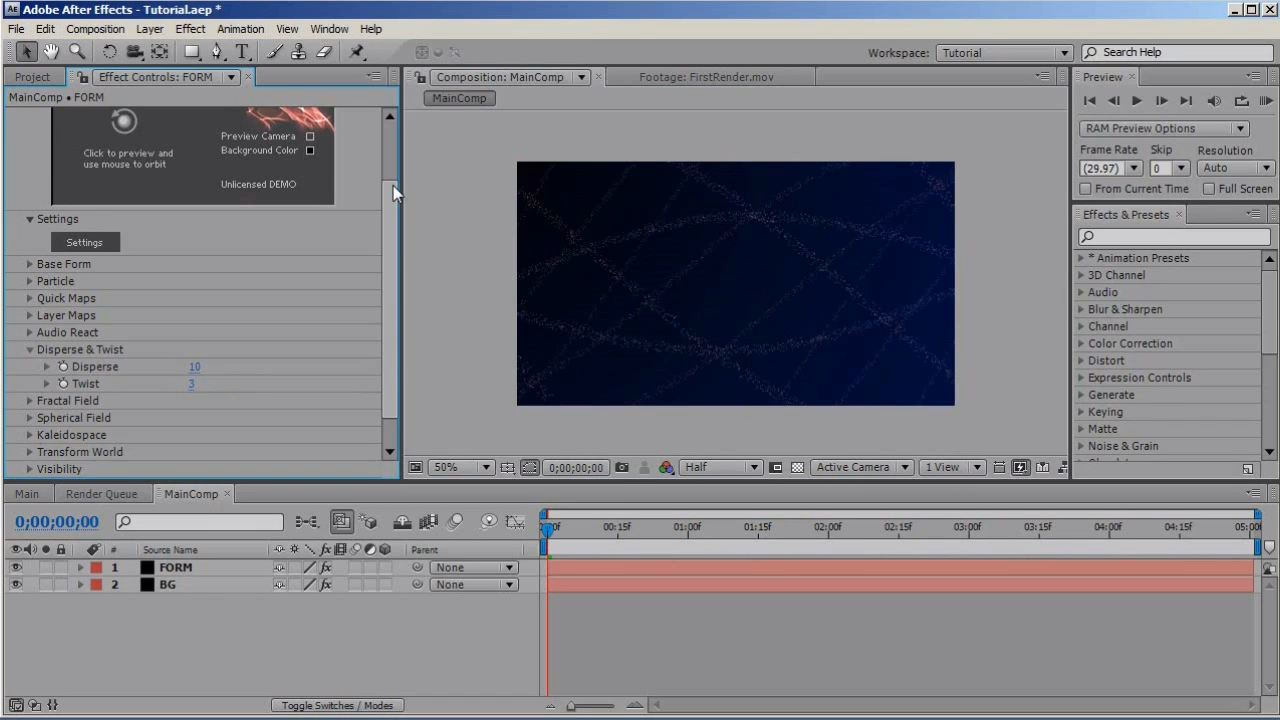 Adobe After Effects - Tutorial.aep *
File Edit Composition Layer Effect Animation View Window Help
Workspace: Tutorial Search Help
Project Effect Controls: FORM Composition: MainComp Footage: FirstRender.mov Preview
MainComp • FORM
MainComp
RAM Preview Options
Frame Rate Skip Resolution
(29.97) 0 Auto
From Current Time Full Screen
Click to preview and
use mouse to orbit
Preview Camera
Background Color
Unlicensed DEMO
Settings
Settings
Base Form
Particle
Quick Maps
Layer Maps
Audio React
Disperse & Twist
Disperse 10
Twist 3
Fractal Field
Spherical Field
Kaleidospace
Transform World
Visibility
Effects & Presets
* Animation Presets
3D Channel
Audio
Blur & Sharpen
Channel
Color Correction
Distort
Expression Controls
Generate
Keying
Matte
Noise & Grain
50% 0;00;00;00 Half Active Camera 1 View
Main Render Queue MainComp
0;00;00;00
00:15f 01:00f 01:15f 02:00f 02:15f 03:00f 03:15f 04:00f 04:15f 05:00f
# Source Name Parent
1 FORM None
2 BG None
Toggle Switches / Modes